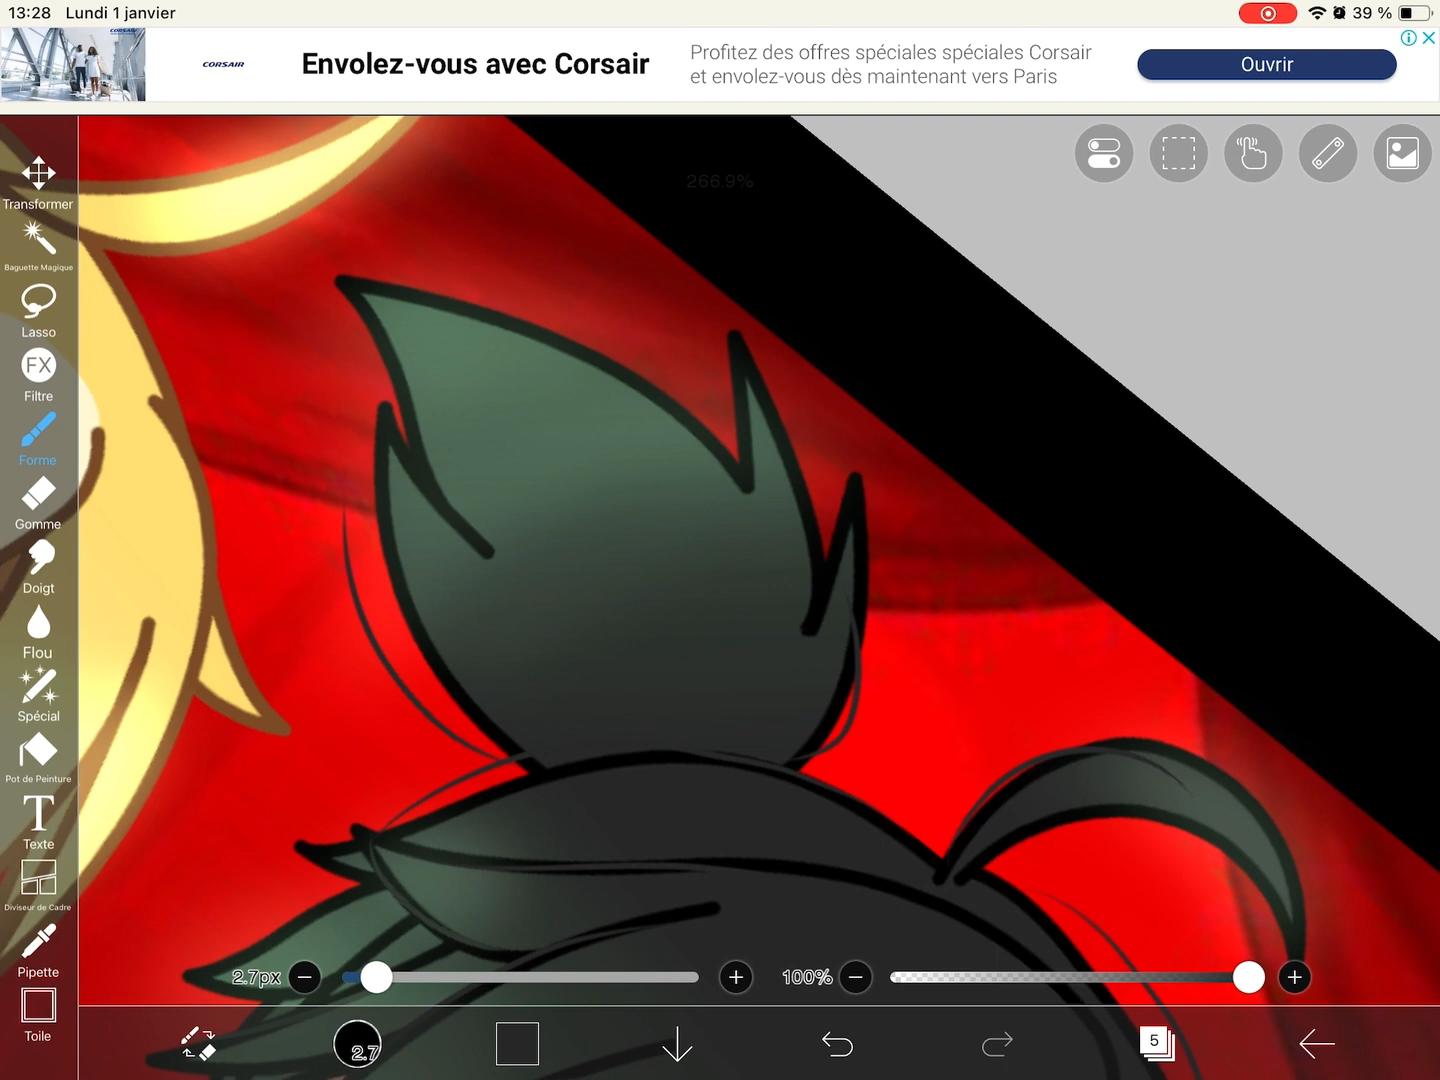 13:28 Lundi 1 janvier
39 %
CORSAIR
CORSAIR
Envolez-vous avec Corsair
Profitez des offres spéciales spéciales Corsair
et envolez-vous dès maintenant vers Paris
Ouvrir
266.9%
Transformer
Baguette Magique
Lasso
FX
Filtre
Forme
Gomme
Doigt
Flou
Spécial
Pot de Peinture
T
Texte
Diviseur de Cadre
Pipette
Toile
2.7px
100%
2.7
5